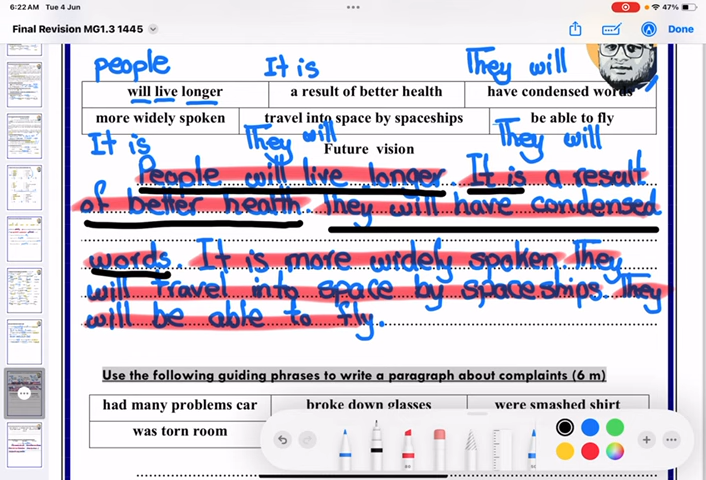 6:22 AM Tue 4 Jun
47%
Final Revision MG1.3 1445
Done
people It is They will
will live longer a result of better health have condensed words
more widely spoken travel into space by spaceships be able to fly
It is They will They will
Future vision
People will live longer. It is a result
of better health. They will have condensed
words. It is more widely spoken. They
will travel into space by spaceships. They
will be able to fly.
Use the following guiding phrases to write a paragraph about complaints (6 m)
had many problems car broke down glasses were smashed shirt
was torn room